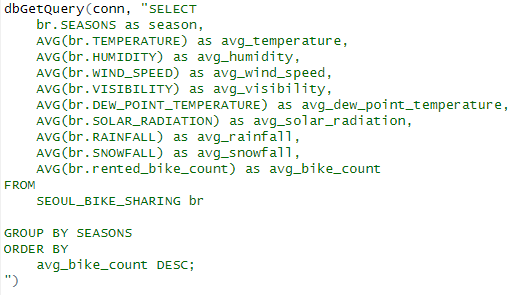 dbGetQuery(conn, "SELECT
br.SEASONS as season,
AVG(br.TEMPERATURE) as avg_temperature,
AVG(br.HUMIDITY) as avg_humidity,
AVG(br.WIND_SPEED) as avg_wind_speed,
AVG(br.VISIBILITY) as avg_visibility,
AVG(br.DEW_POINT_TEMPERATURE) as avg_dew_point_temperature,
AVG(br.SOLAR_RADIATION) as avg_solar_radiation,
AVG(br.RAINFALL) as avg_rainfall,
AVG(br.SNOWFALL) as avg_snowfall,
AVG(br.rented_bike_count) as avg_bike_count
FROM
SEOUL_BIKE_SHARING br
GROUP BY SEASONS
ORDER BY
avg_bike_count DESC;
")